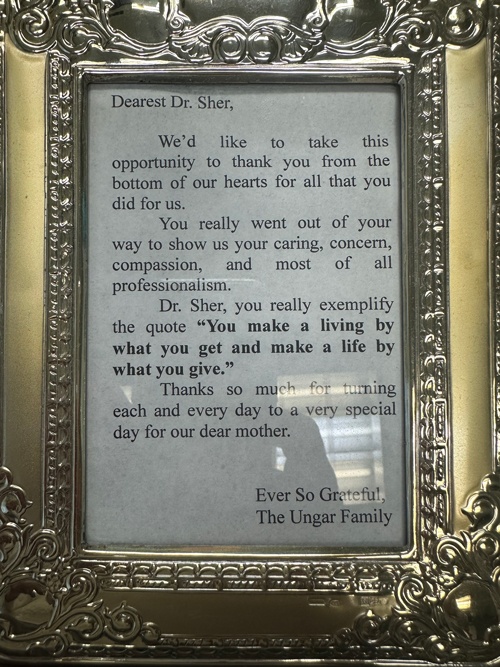 Dearest Dr. Sher,
We'd like to take this
opportunity to thank you from the
bottom of our hearts for all that you
did for us.
You really went out of your
way to show us your caring, concern,
compassion, and most of all
professionalism.
Dr. Sher, you really exemplify
the quote “You make a living by
what you get and make a life by
what you give.”
Thanks so much for turning
each and every day to a very special
day for our dear mother.
Ever So Grateful,
The Ungar Family